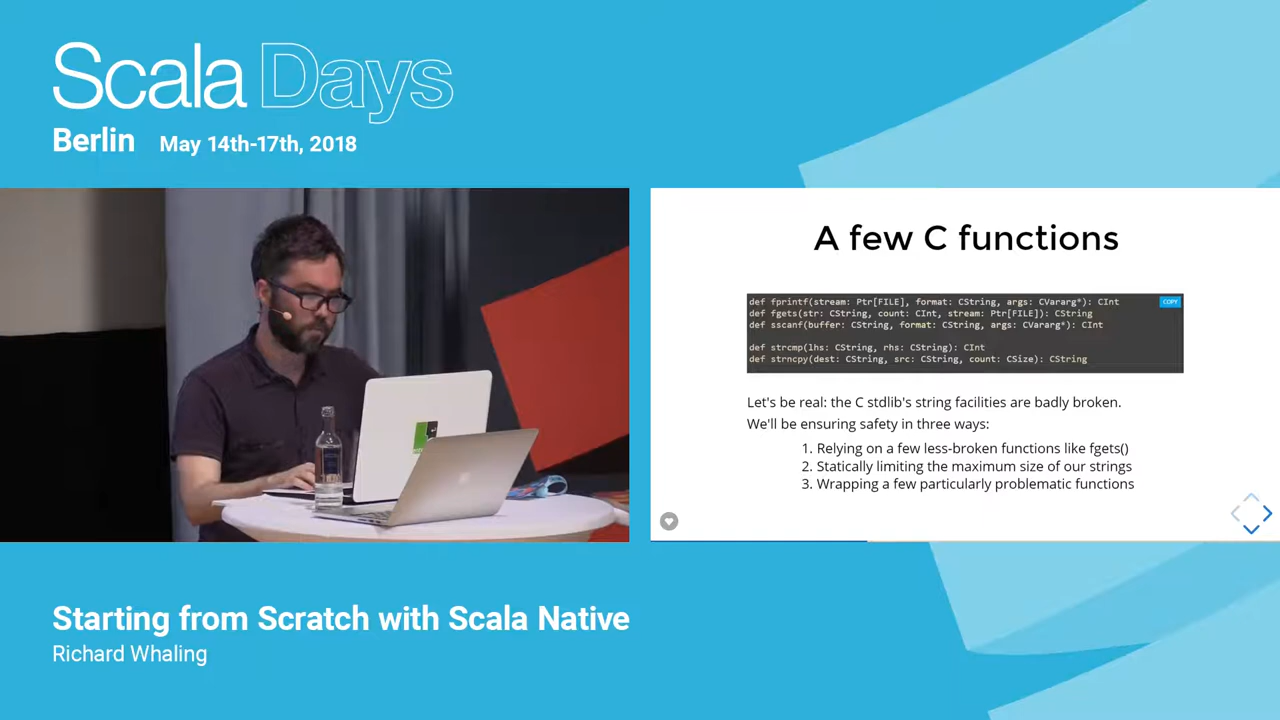 Scala Days
Berlin May 14th-17th, 2018
A few C functions
def fprintf(stream: Ptr[FILE], format: CString, args: CVararg*): CInt
COPY
def fgets(str: CString, count: CInt, stream: Ptr[FILE]): CString
def sscanf(buffer: CString, format: CString, args: CVararg*): CInt
def strcmp(lhs: CString, rhs: CString): CInt
def strncpy(dest: CString, src: CString, count: CSize): CString
Let's be real: the C stdlib's string facilities are badly broken.
We'll be ensuring safety in three ways:
1. Relying on a few less-broken functions like fgets()
2. Statically limiting the maximum size of our strings
3. Wrapping a few particularly problematic functions
Starting from Scratch with Scala Native
Richard Whaling